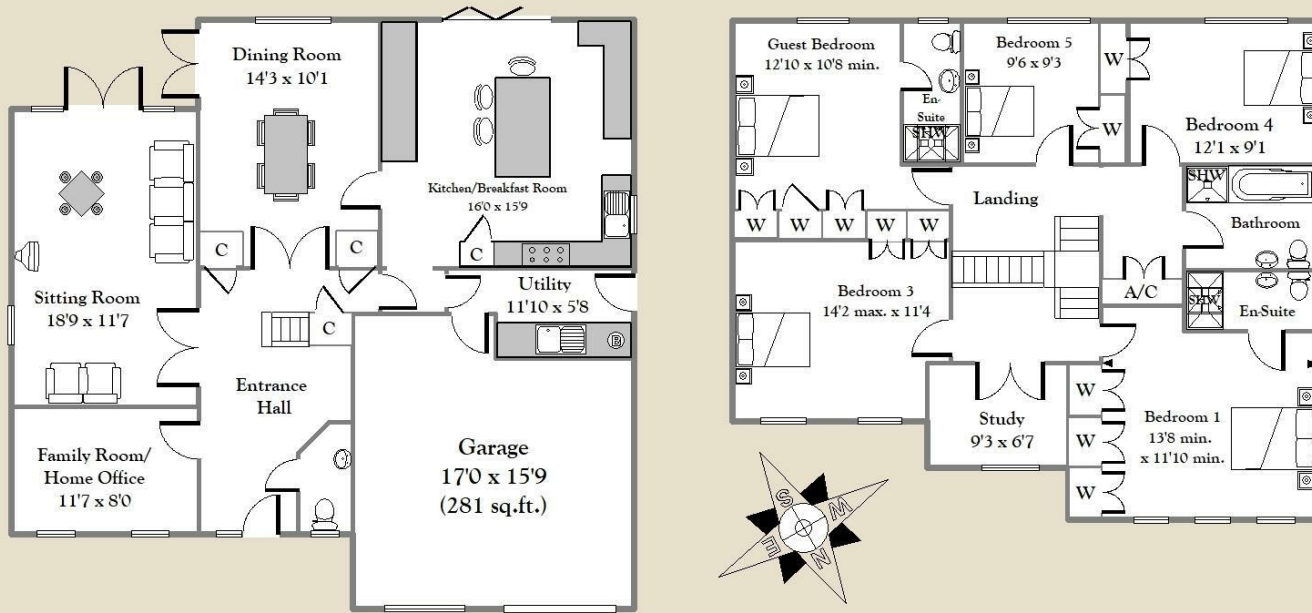 Dining Room
14'3 x 10'1
Kitchen/Breakfast Room
16'0 x 15'9
C
C
C
C
Sitting Room
18'9 x 11'7
Utility
11'10 x 5'8
B
Entrance
Hall
Family Room/
Home Office
11'7 x 8'0
Garage
17'0 x 15'9
(281 sq.ft.)
Guest Bedroom
12'10 x 10'8 min.
En-
Suite
SHW
Bedroom 5
9'6 x 9'3
W
W
Bedroom 4
12'1 x 9'1
Landing
SHW
Bathroom
W
W
W
W
W
Bedroom 3
14'2 max. x 11'4
A/C
SHW
En-Suite
Study
9'3 x 6'7
W
W
W
Bedroom 1
13'8 min.
x 11'10 min.
S
W
E
N